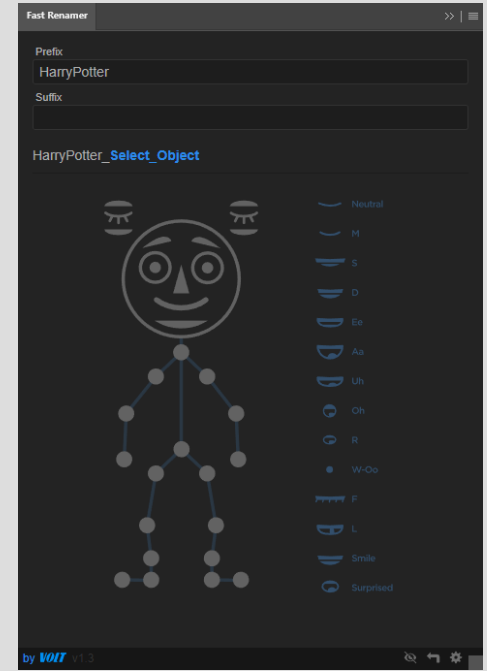 Fast Renamer
Prefix
HarryPotter
Suffix
HarryPotter_Select_Object
Neutral
M
S
D
Ee
Aa
Uh
Oh
R
W-Oo
F
L
Smile
Surprised
by VOIT v1.3